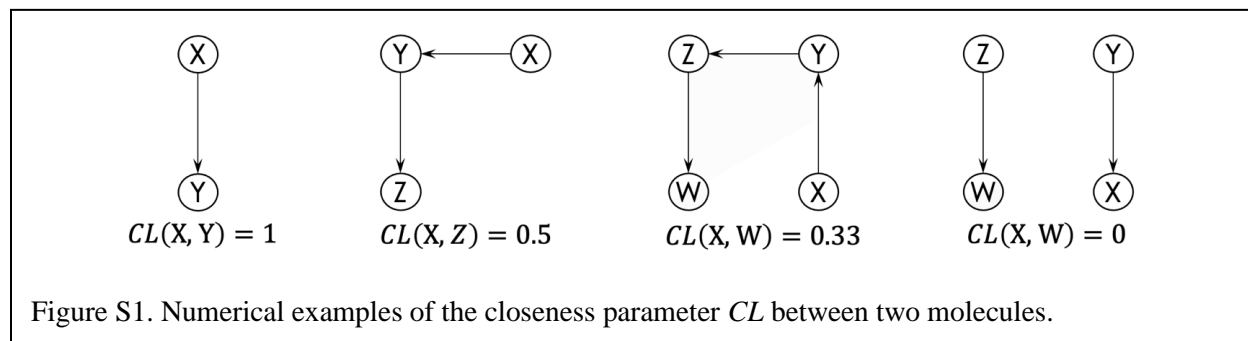 X
Y
CL(X, Y) = 1
Y
X
Z
CL(X, Z) = 0.5
Z
Y
W
X
CL(X, W) = 0.33
Z
Y
W
X
CL(X, W) = 0
Figure S1. Numerical examples of the closeness parameter CL between two molecules.